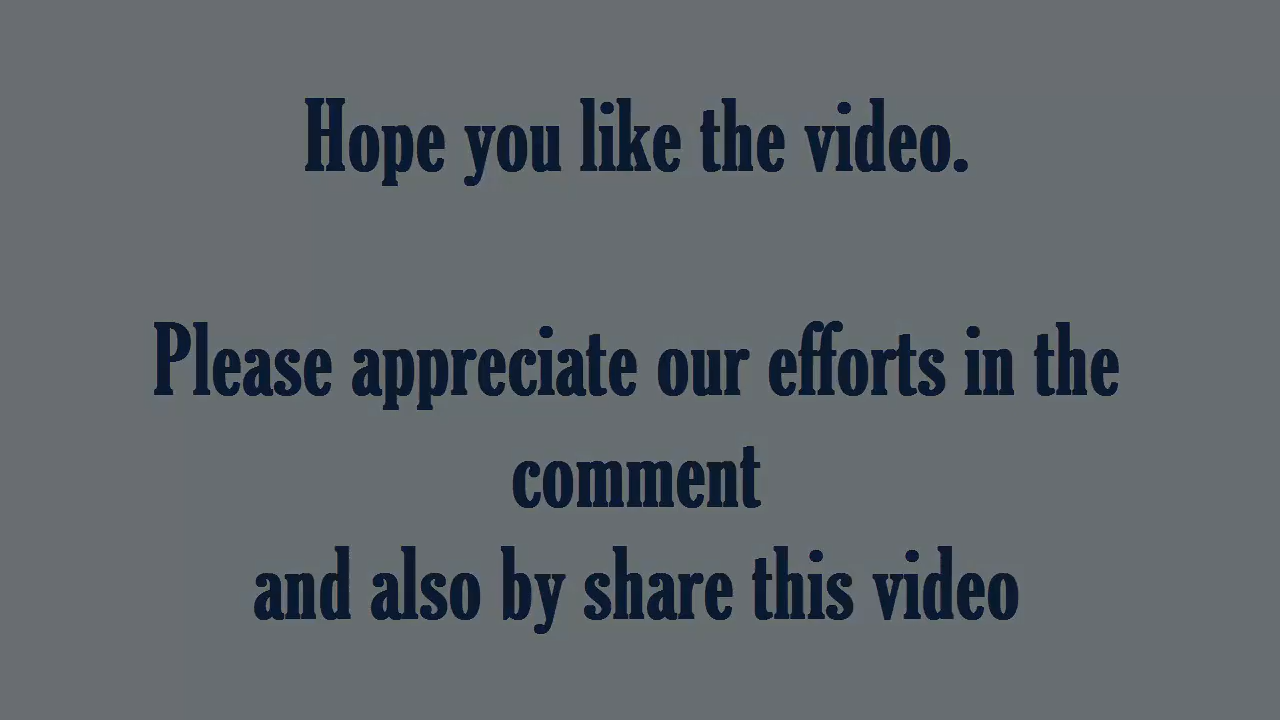 Hope you like the video.
Please appreciate our efforts in the
comment
and also by share this video